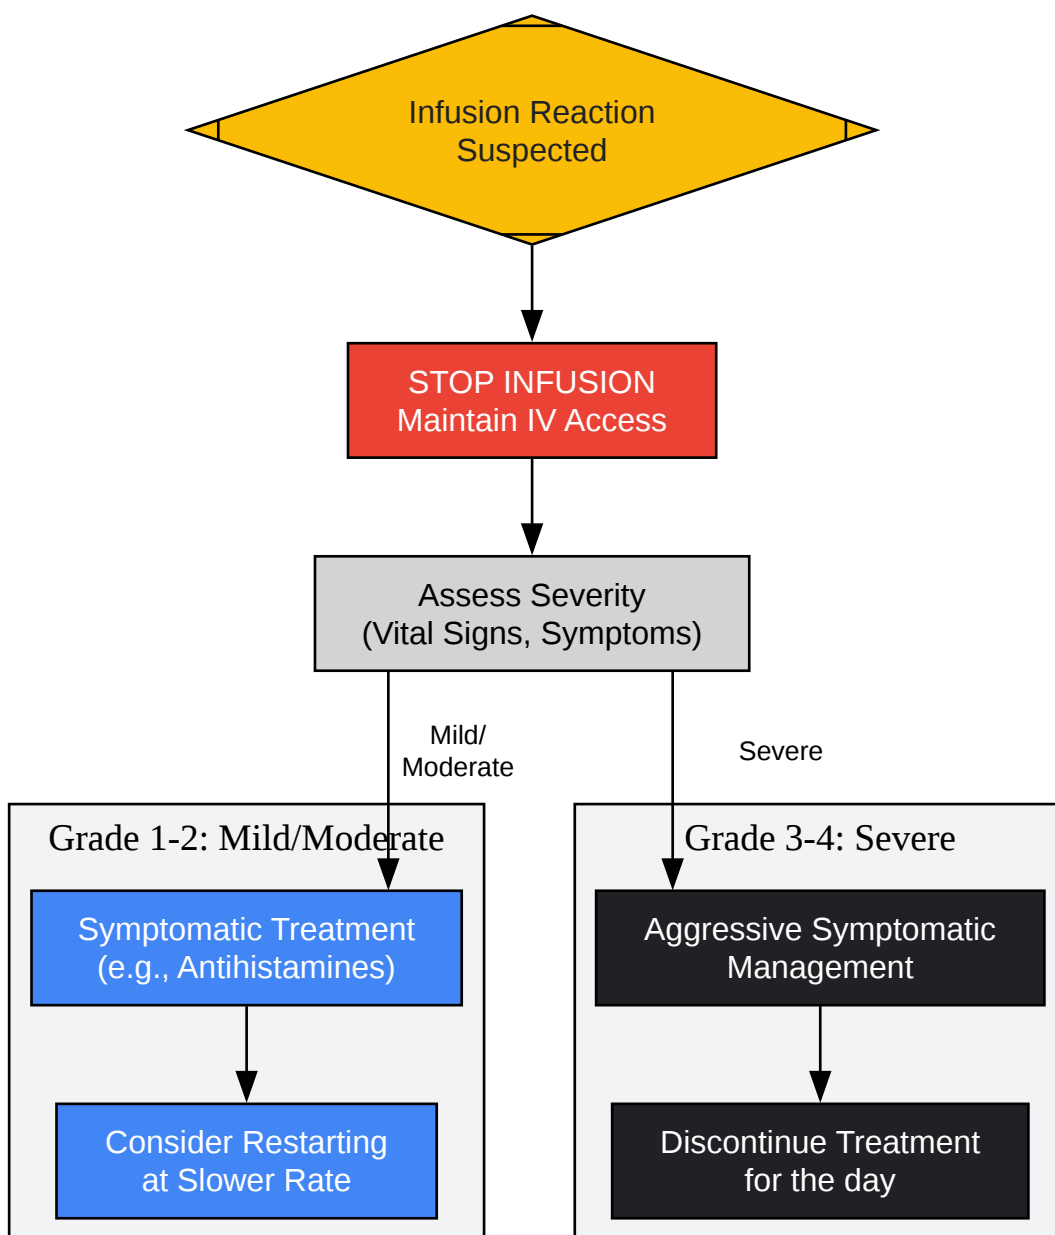 Infusion Reaction
Suspected
STOP INFUSION
Maintain IV Access
Assess Severity
(Vital Signs, Symptoms)
Mild/
Moderate
Severe
Grade 1-2: Mild/Moderate
Symptomatic Treatment
(e.g., Antihistamines)
Consider Restarting
at Slower Rate
Grade 3-4: Severe
Aggressive Symptomatic
Management
Discontinue Treatment
for the day